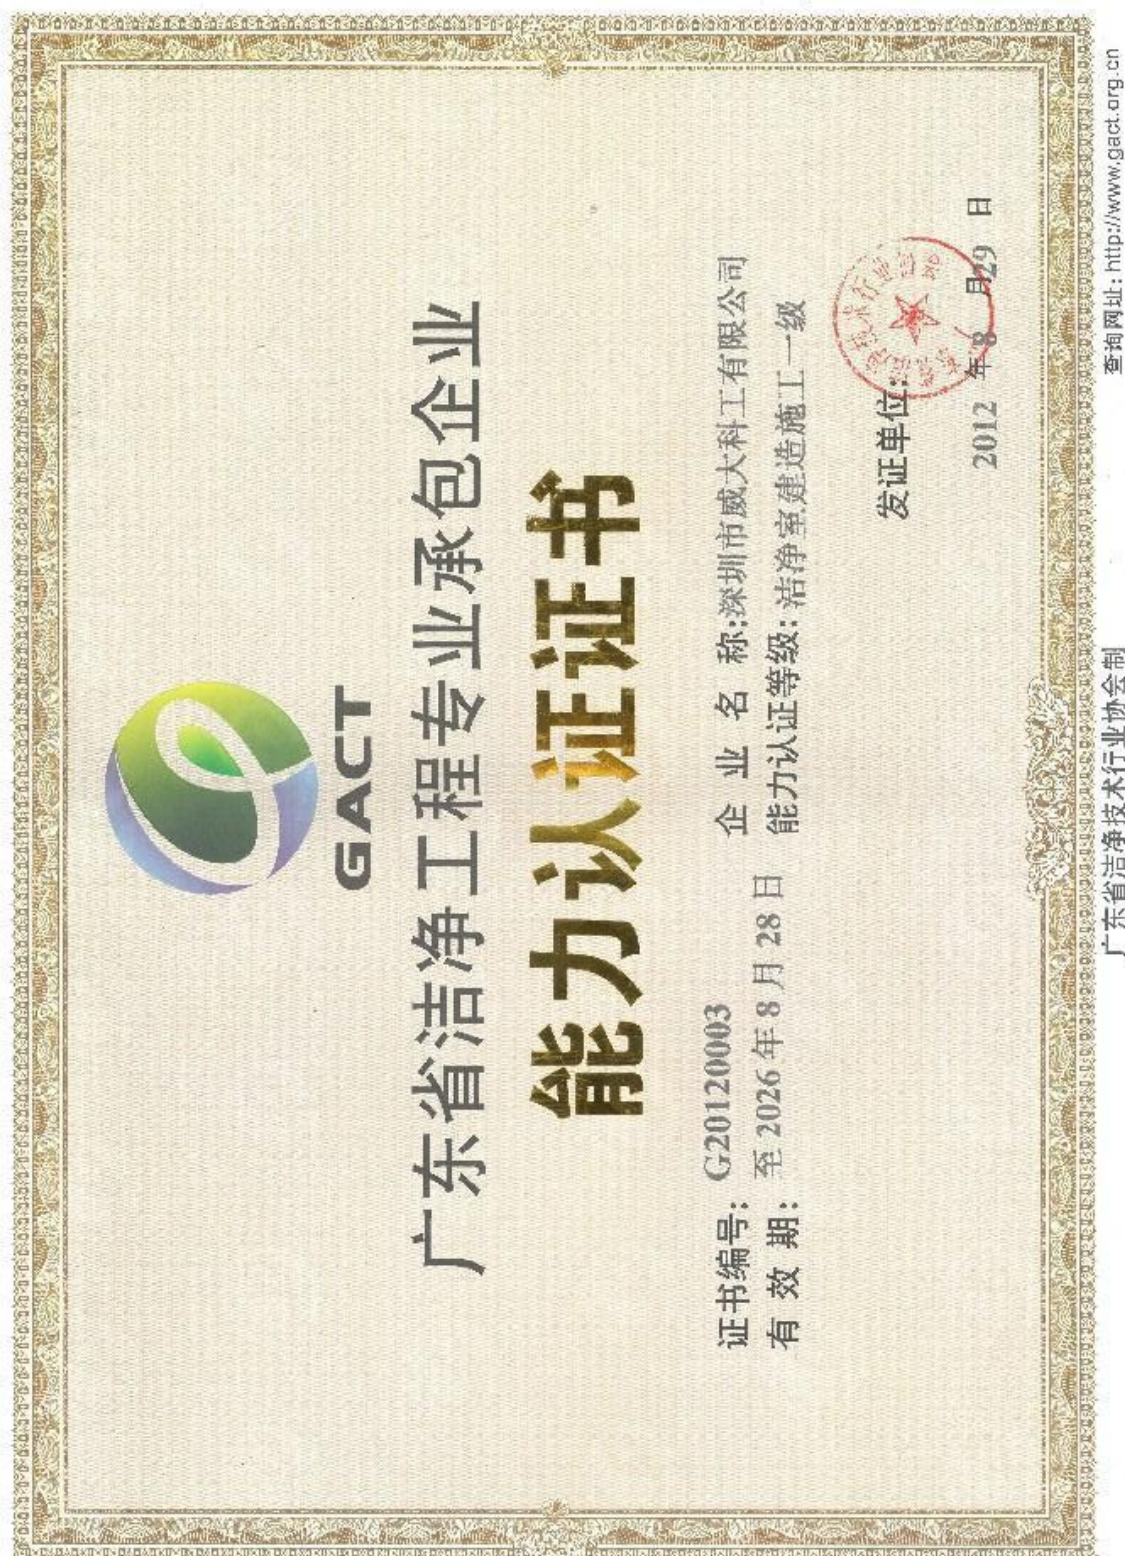 GACT
广东省洁净工程专业承包企业
能力认证证书
证书编号: G20120003 企业名称:深圳市威大科工有限公司
有效期: 至2026年8月28日 能力认证等级:洁净室建造施工一级
发证单位:
2012 年 8 月 29 日
广东省洁净技术行业协会制 查询网址: http://www.gact.org.cn